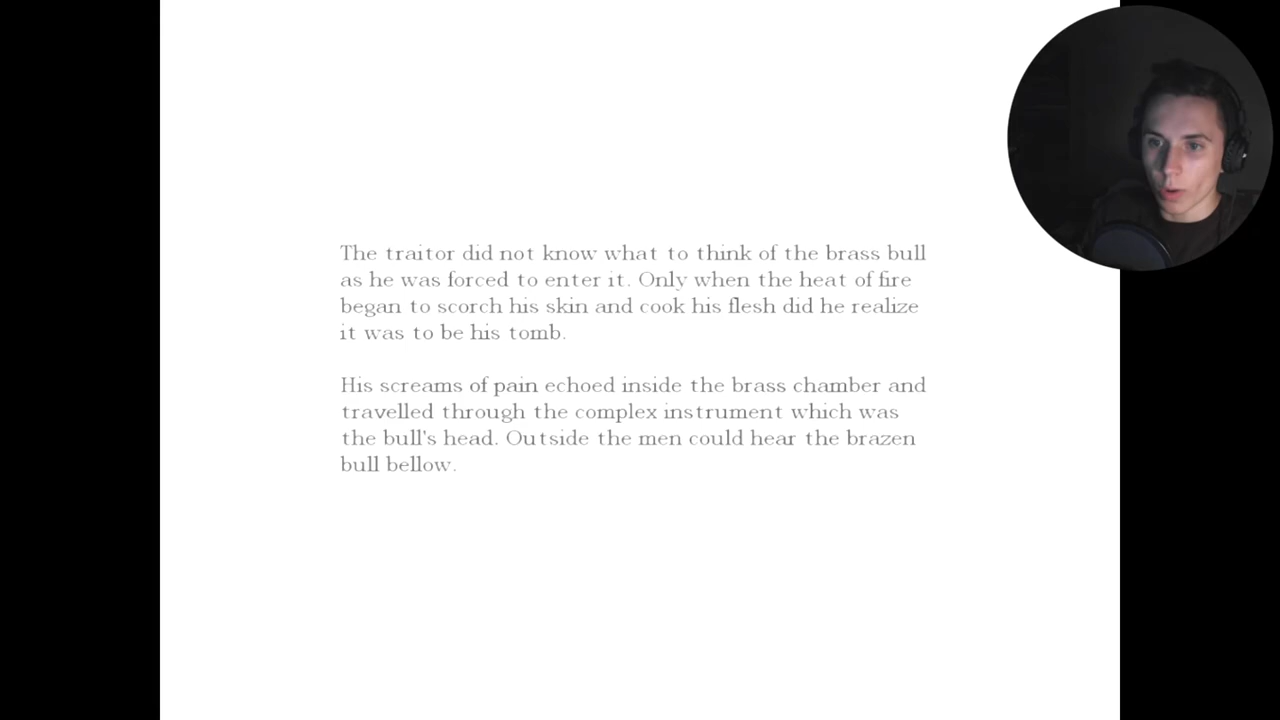 The traitor did not know what to think of the brass bull
as he was forced to enter it. Only when the heat of fire
began to scorch his skin and cook his flesh did he realize
it was to be his tomb.
His screams of pain echoed inside the brass chamber and
travelled through the complex instrument which was
the bull's head. Outside the men could hear the brazen
bull bellow.